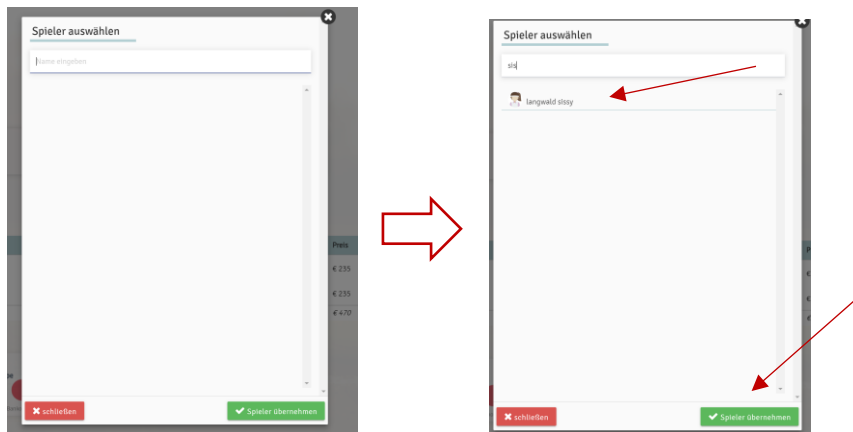 Spieler auswählen
Name eingeben
Preis
€ 235
€ 235
€ 470
schließen
Spieler übernehmen
Spieler auswählen
sis
langwald sissy
schließen
Spieler übernehmen